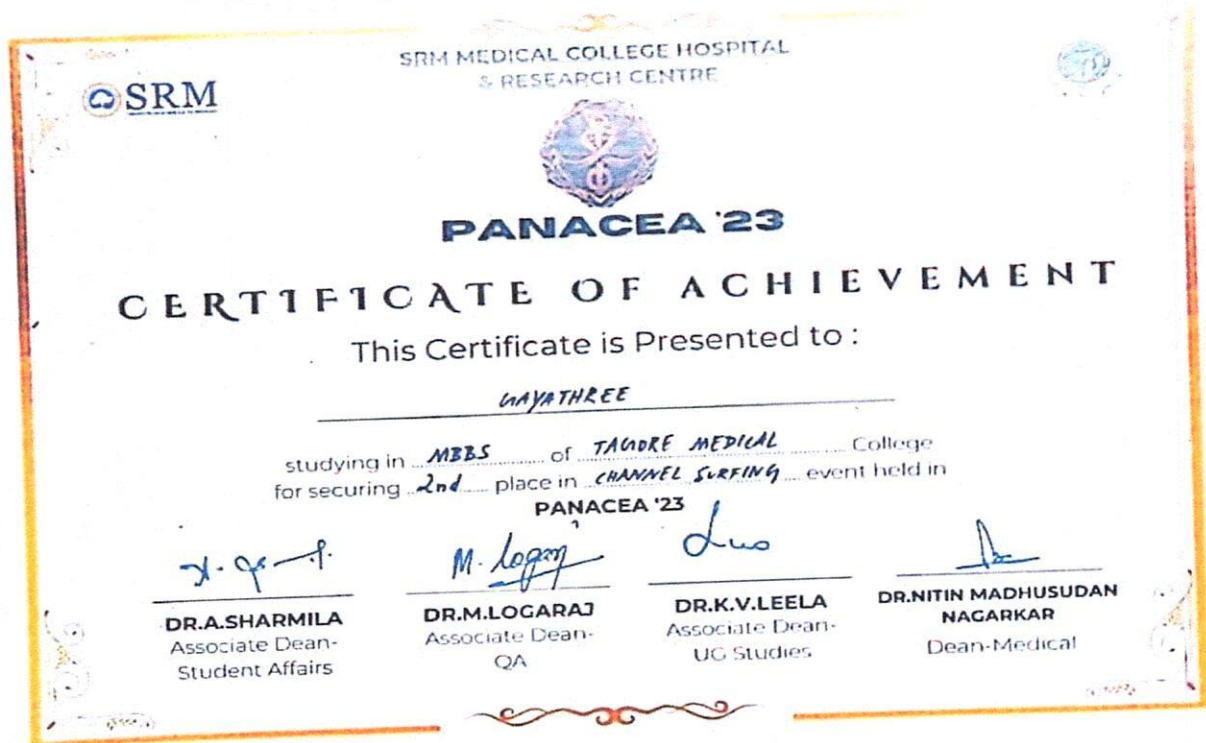 SRM MEDICAL COLLEGE HOSPITAL
& RESEARCH CENTRE
SRM
PANACEA '23
CERTIFICATE OF ACHIEVEMENT
This Certificate is Presented to :
GAYATHREE
studying in MBBS of TAGORE MEDICAL College
for securing 2nd place in CHANNEL SURFING event held in
PANACEA '23
M. Logaraj
DR.A.SHARMILA
Associate Dean-
Student Affairs
DR.M.LOGARAJ
Associate Dean-
QA
DR.K.V.LEELA
Associate Dean-
UG Studies
DR.NITIN MADHUSUDAN
NAGARKAR
Dean-Medical